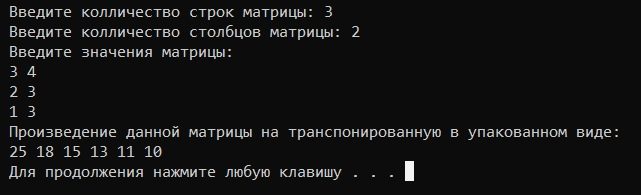 Введите колличество строк матрицы: 3
Введите колличество столбцов матрицы: 2
Введите значения матрицы:
3 4
2 3
1 3
Произведение данной матрицы на транспонированную в упакованном виде:
25 18 15 13 11 10
Для продолжения нажмите любую клавишу . . .